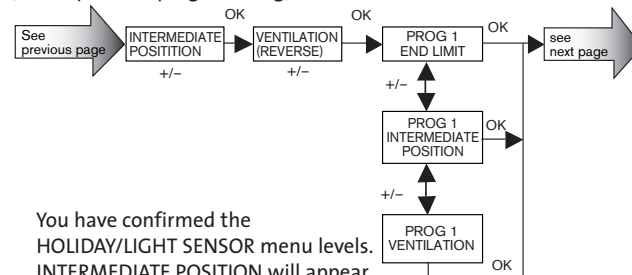 OK
OK
OK
See
previous page
INTERMEDIATE
POSITITION
VENTILATION
(REVERSE)
PROG 1
END LIMIT
see
next page
+/–
+/–
+/–
PROG 1
INTERMEDIATE
POSITION
OK
+/–
You have confirmed the
HOLIDAY/LIGHT SENSOR menu levels.
INTERMEDIATE POSITION will appear
PROG 1
VENTILATION
OK